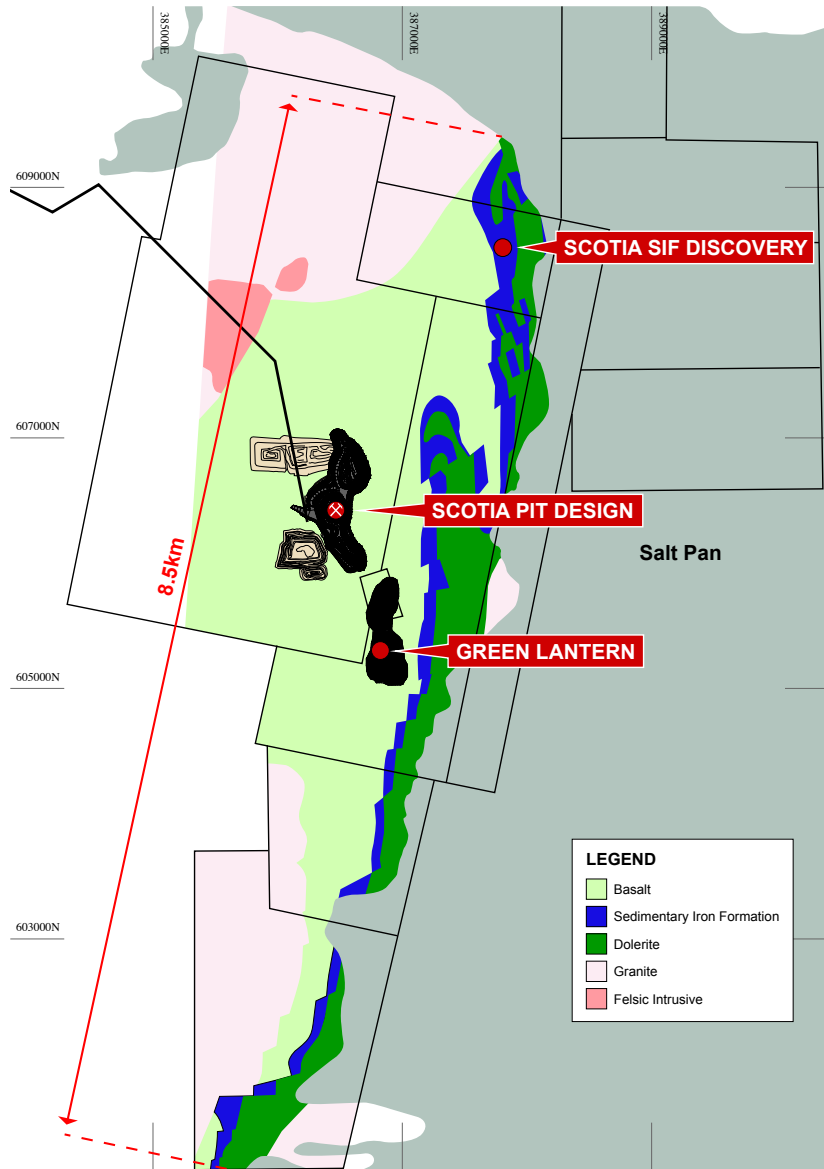 385000E
387000E
389000E
609000N
SCOTIA SIF DISCOVERY
607000N
SCOTIA PIT DESIGN
Salt Pan
8.5km
GREEN LANTERN
605000N
LEGEND
Basalt
Sedimentary Iron Formation
Dolerite
Granite
Felsic Intrusive
603000N